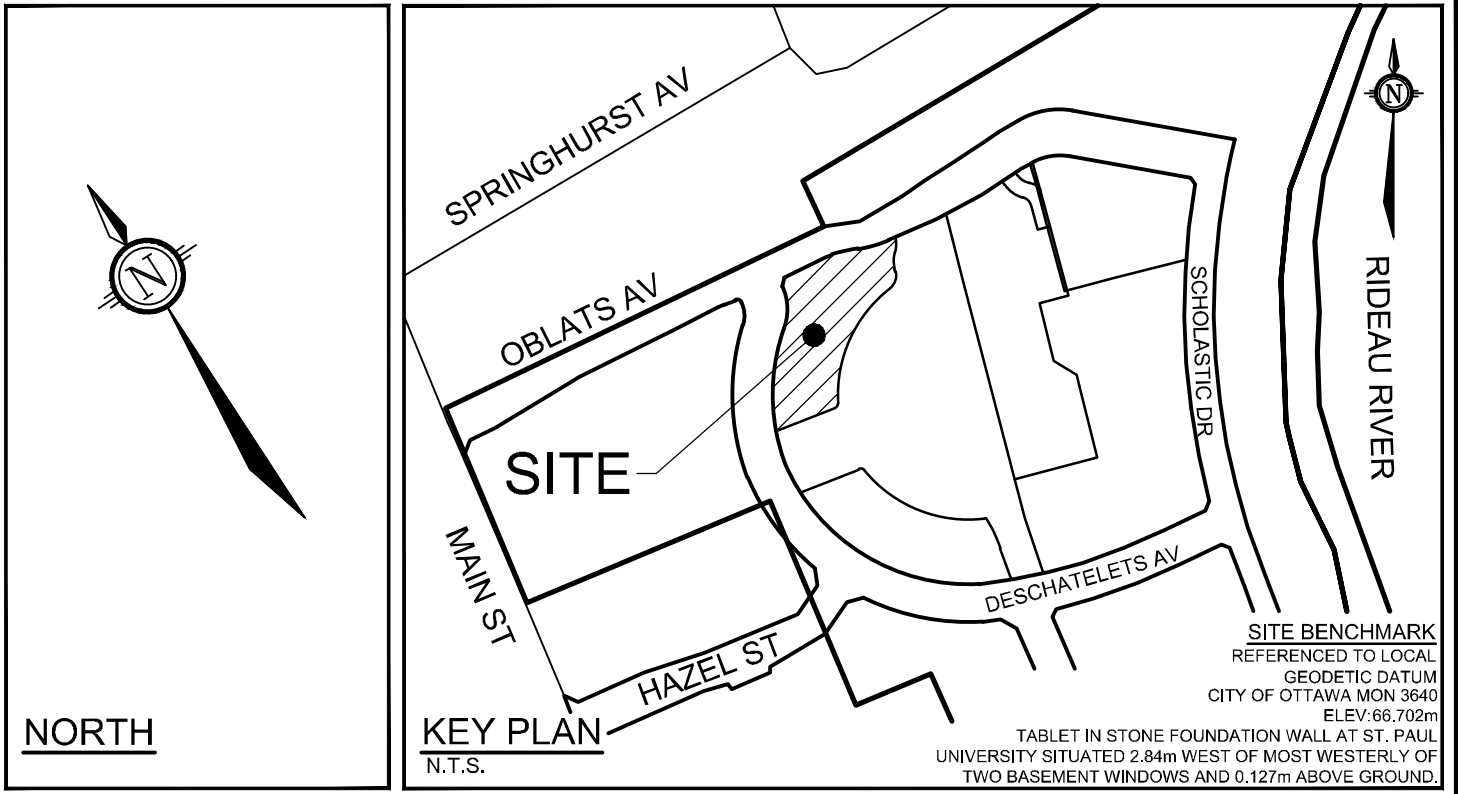 N
NORTH
SPRINGHURST AV
N
OBLATS AV
SCHOLASTIC DR
RIDEAU RIVER
SITE
MAIN ST
DESCHATELETS AV
HAZEL ST
KEY PLAN
N.T.S.
SITE BENCHMARK
REFERENCED TO LOCAL
GEODETIC DATUM
CITY OF OTTAWA MON 3640
ELEV:66.702m
TABLET IN STONE FOUNDATION WALL AT ST. PAUL
UNIVERSITY SITUATED 2.84m WEST OF MOST WESTERLY OF
TWO BASEMENT WINDOWS AND 0.127m ABOVE GROUND.